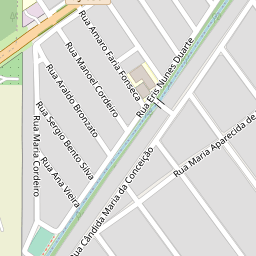 Rua Amaro Faria Fonseca
Rua Manoel Cordeiro
Rua Eris Nunes Duarte
Rua Araldo Bronzato
Rua Sergio Bento Silva
Rua Maria Cordeiro
Rua Ana Vieira
Rua Cândida Maria da Conceição
Rua Maria Aparecida de